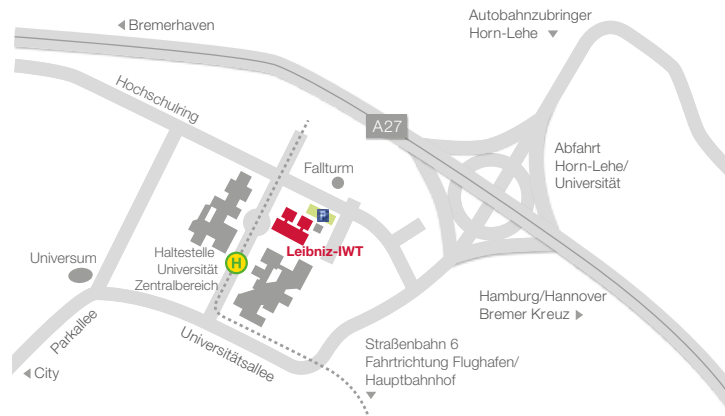 Autobahnzubringer
Horn-Lehe
Bremerhaven
Hochschulring
A27
Abfahrt
Horn-Lehe/
Universität
Fallturm
P
Leibniz-IWT
Haltestelle
Universität
Zentralbereich
H
Universum
Hamburg/Hannover
Bremer Kreuz
Parkallee
Universitätsallee
Straßenbahn 6
Fahrtrichtung Flughafen/
Hauptbahnhof
City